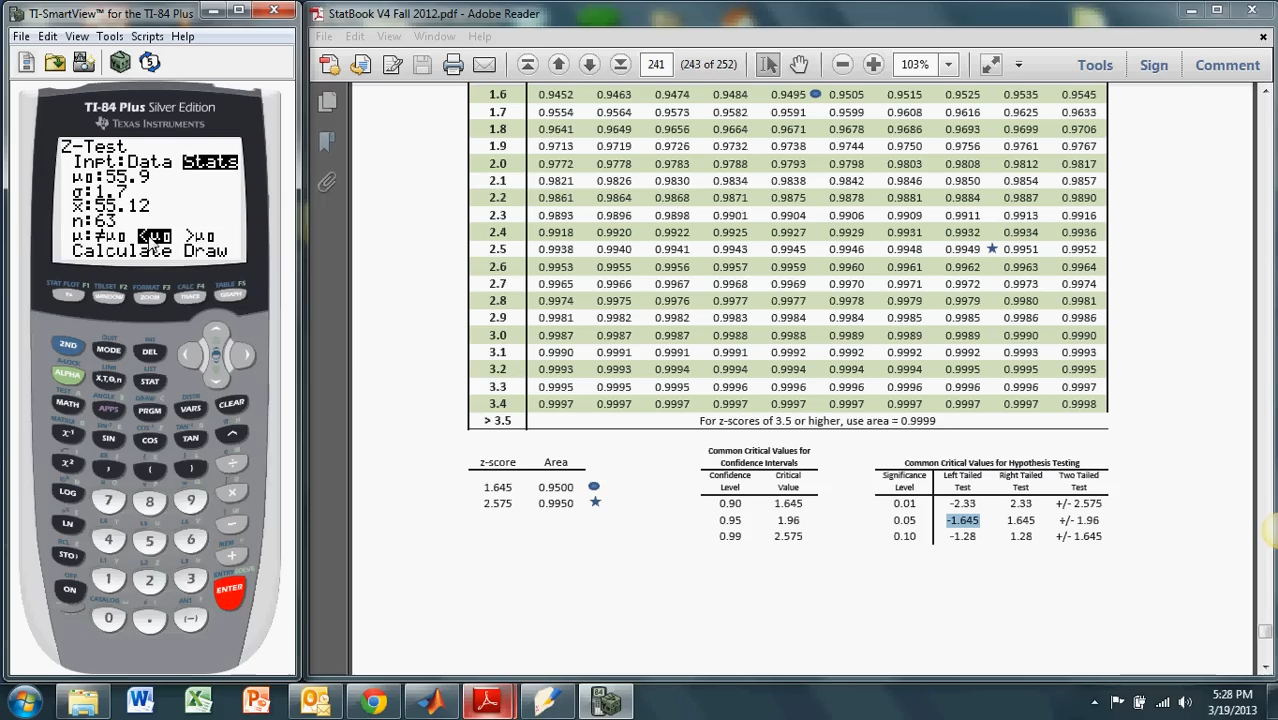 TI-SmartView™ for the TI-84 Plus
File Edit View Tools Scripts Help
TI-84 Plus Silver Edition
TEXAS INSTRUMENTS
Z-Test
Inpt:Data Stats
μ0:55.9
σ:1.7
x̄:55.12
n:63
μ:≠μ0 <μ0 >μ0
Calculate Draw
STAT PLOT F1 TBLSET F2 FORMAT F3 CALC F4 TABLE F5
Y= WINDOW ZOOM TRACE GRAPH
2ND MODE DEL
A-LOCK LINK LIST
ALPHA X,T,Θ,n STAT
TEST ANGLE DRAW DISTR
MATH APPS PRGM VARS CLEAR
x⁻¹ SIN COS TAN ^
x² , ( ) ÷
LOG 7 8 9 ×
LN 4 5 6 −
STO› 1 2 3 +
CATALOG ANS ENTRY SOLVE
ON 0 . (−) ENTER
StatBook V4 Fall 2012.pdf - Adobe Reader
File Edit View Window Help
241 (243 of 252) 103% Tools Sign Comment
1.6 0.9452 0.9463 0.9474 0.9484 0.9495 0.9505 0.9515 0.9525 0.9535 0.9545
1.7 0.9554 0.9564 0.9573 0.9582 0.9591 0.9599 0.9608 0.9616 0.9625 0.9633
1.8 0.9641 0.9649 0.9656 0.9664 0.9671 0.9678 0.9686 0.9693 0.9699 0.9706
1.9 0.9713 0.9719 0.9726 0.9732 0.9738 0.9744 0.9750 0.9756 0.9761 0.9767
2.0 0.9772 0.9778 0.9783 0.9788 0.9793 0.9798 0.9803 0.9808 0.9812 0.9817
2.1 0.9821 0.9826 0.9830 0.9834 0.9838 0.9842 0.9846 0.9850 0.9854 0.9857
2.2 0.9861 0.9864 0.9868 0.9871 0.9875 0.9878 0.9881 0.9884 0.9887 0.9890
2.3 0.9893 0.9896 0.9898 0.9901 0.9904 0.9906 0.9909 0.9911 0.9913 0.9916
2.4 0.9918 0.9920 0.9922 0.9925 0.9927 0.9929 0.9931 0.9932 0.9934 0.9936
2.5 0.9938 0.9940 0.9941 0.9943 0.9945 0.9946 0.9948 0.9949 ★ 0.9951 0.9952
2.6 0.9953 0.9955 0.9956 0.9957 0.9959 0.9960 0.9961 0.9962 0.9963 0.9964
2.7 0.9965 0.9966 0.9967 0.9968 0.9969 0.9970 0.9971 0.9972 0.9973 0.9974
2.8 0.9974 0.9975 0.9976 0.9977 0.9977 0.9978 0.9979 0.9979 0.9980 0.9981
2.9 0.9981 0.9982 0.9982 0.9983 0.9984 0.9984 0.9985 0.9985 0.9986 0.9986
3.0 0.9987 0.9987 0.9987 0.9988 0.9988 0.9989 0.9989 0.9989 0.9990 0.9990
3.1 0.9990 0.9991 0.9991 0.9991 0.9992 0.9992 0.9992 0.9992 0.9993 0.9993
3.2 0.9993 0.9993 0.9994 0.9994 0.9994 0.9994 0.9994 0.9995 0.9995 0.9995
3.3 0.9995 0.9995 0.9995 0.9996 0.9996 0.9996 0.9996 0.9996 0.9996 0.9997
3.4 0.9997 0.9997 0.9997 0.9997 0.9997 0.9997 0.9997 0.9997 0.9997 0.9998
> 3.5 For z-scores of 3.5 or higher, use area = 0.9999
z-score Area
1.645 0.9500
2.575 0.9950 ★
Common Critical Values for
Confidence Intervals
Confidence Critical
Level Value
0.90 1.645
0.95 1.96
0.99 2.575
Common Critical Values for Hypothesis Testing
Significance Left Tailed Right Tailed Two Tailed
Level Test Test Test
0.01 -2.33 2.33 +/- 2.575
0.05 -1.645 1.645 +/- 1.96
0.10 -1.28 1.28 +/- 1.645
5:28 PM
3/19/2013